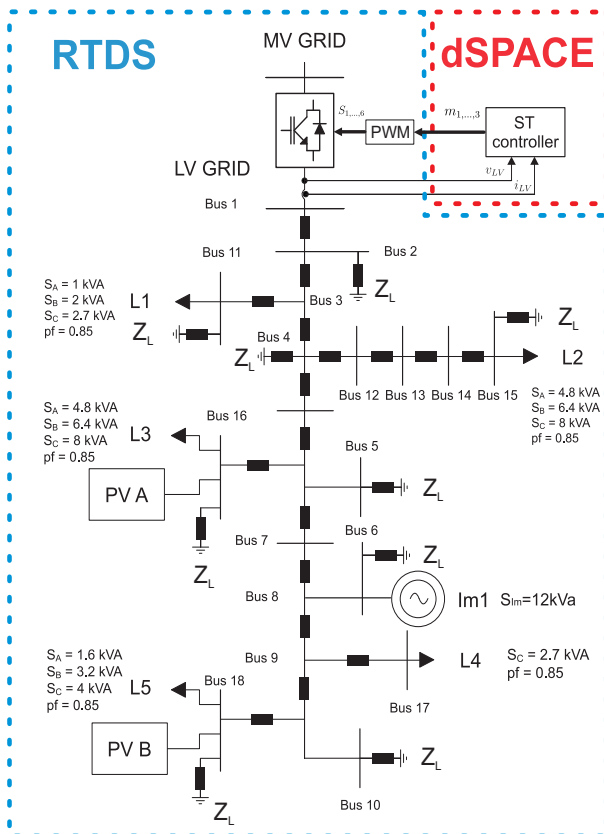 RTDS
dSPACE
MV GRID
S1,...,6
PWM
m1,...,3
ST
controller
vLV
iLV
LV GRID
Bus 1
Bus 11
Bus 2
ZL
SA = 1 kVA
SB = 2 kVA
SC = 2.7 kVA
pf = 0.85
L1
ZL
Bus 3
ZL
Bus 4
ZL
L2
Bus 12
Bus 13
Bus 14
Bus 15
SA = 4.8 kVA
SB = 6.4 kVA
SC = 8 kVA
pf = 0.85
SA = 4.8 kVA
SB = 6.4 kVA
SC = 8 kVA
pf = 0.85
L3
Bus 16
PV A
ZL
Bus 5
ZL
Bus 7
Bus 6
ZL
Bus 8
Im1
SIm=12kVa
Bus 9
L4
SC = 2.7 kVA
pf = 0.85
Bus 17
SA = 1.6 kVA
SB = 3.2 kVA
SC = 4 kVA
pf = 0.85
L5
Bus 18
PV B
ZL
ZL
Bus 10